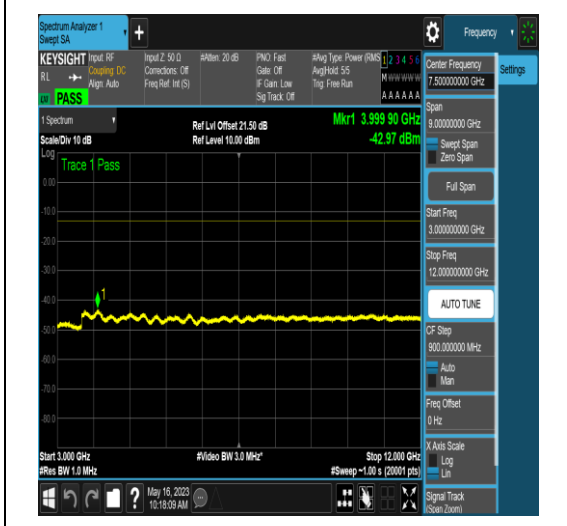 Spectrum Analyzer 1
Swept SA
Frequency
KEYSIGHT
Input: RF
Coupling: DC
Align: Auto
Input Z: 50 Ω
Corrections: Off
Freq Ref: Int (S)
#Atten: 20 dB
PNO: Fast
Gate: Off
IF Gain: Low
Sig Track: Off
#Avg Type: Power (RMS
Avg|Hold: 5/5
Trig: Free Run
1 2 3 4 5 6
M W W W W W
A A A A A A
R L
PASS
1 Spectrum
Scale/Div 10 dB
Ref Lvl Offset 21.50 dB
Ref Level 10.00 dBm
Mkr1 3.999 90 GHz
-42.97 dBm
Log
Trace 1 Pass
0.00
-10.0
-20.0
-30.0
-40.0
-50.0
-60.0
-70.0
-80.0
1
Start 3.000 GHz
#Res BW 1.0 MHz
#Video BW 3.0 MHz*
Stop 12.000 GHz
#Sweep ~1.00 s (20001 pts)
May 16, 2023
10:18:09 AM
Center Frequency
7.500000000 GHz
Settings
Span
9.00000000 GHz
Swept Span
Zero Span
Full Span
Start Freq
3.000000000 GHz
Stop Freq
12.000000000 GHz
AUTO TUNE
CF Step
900.000000 MHz
Auto
Man
Freq Offset
0 Hz
X Axis Scale
Log
Lin
Signal Track
(Span Zoom)